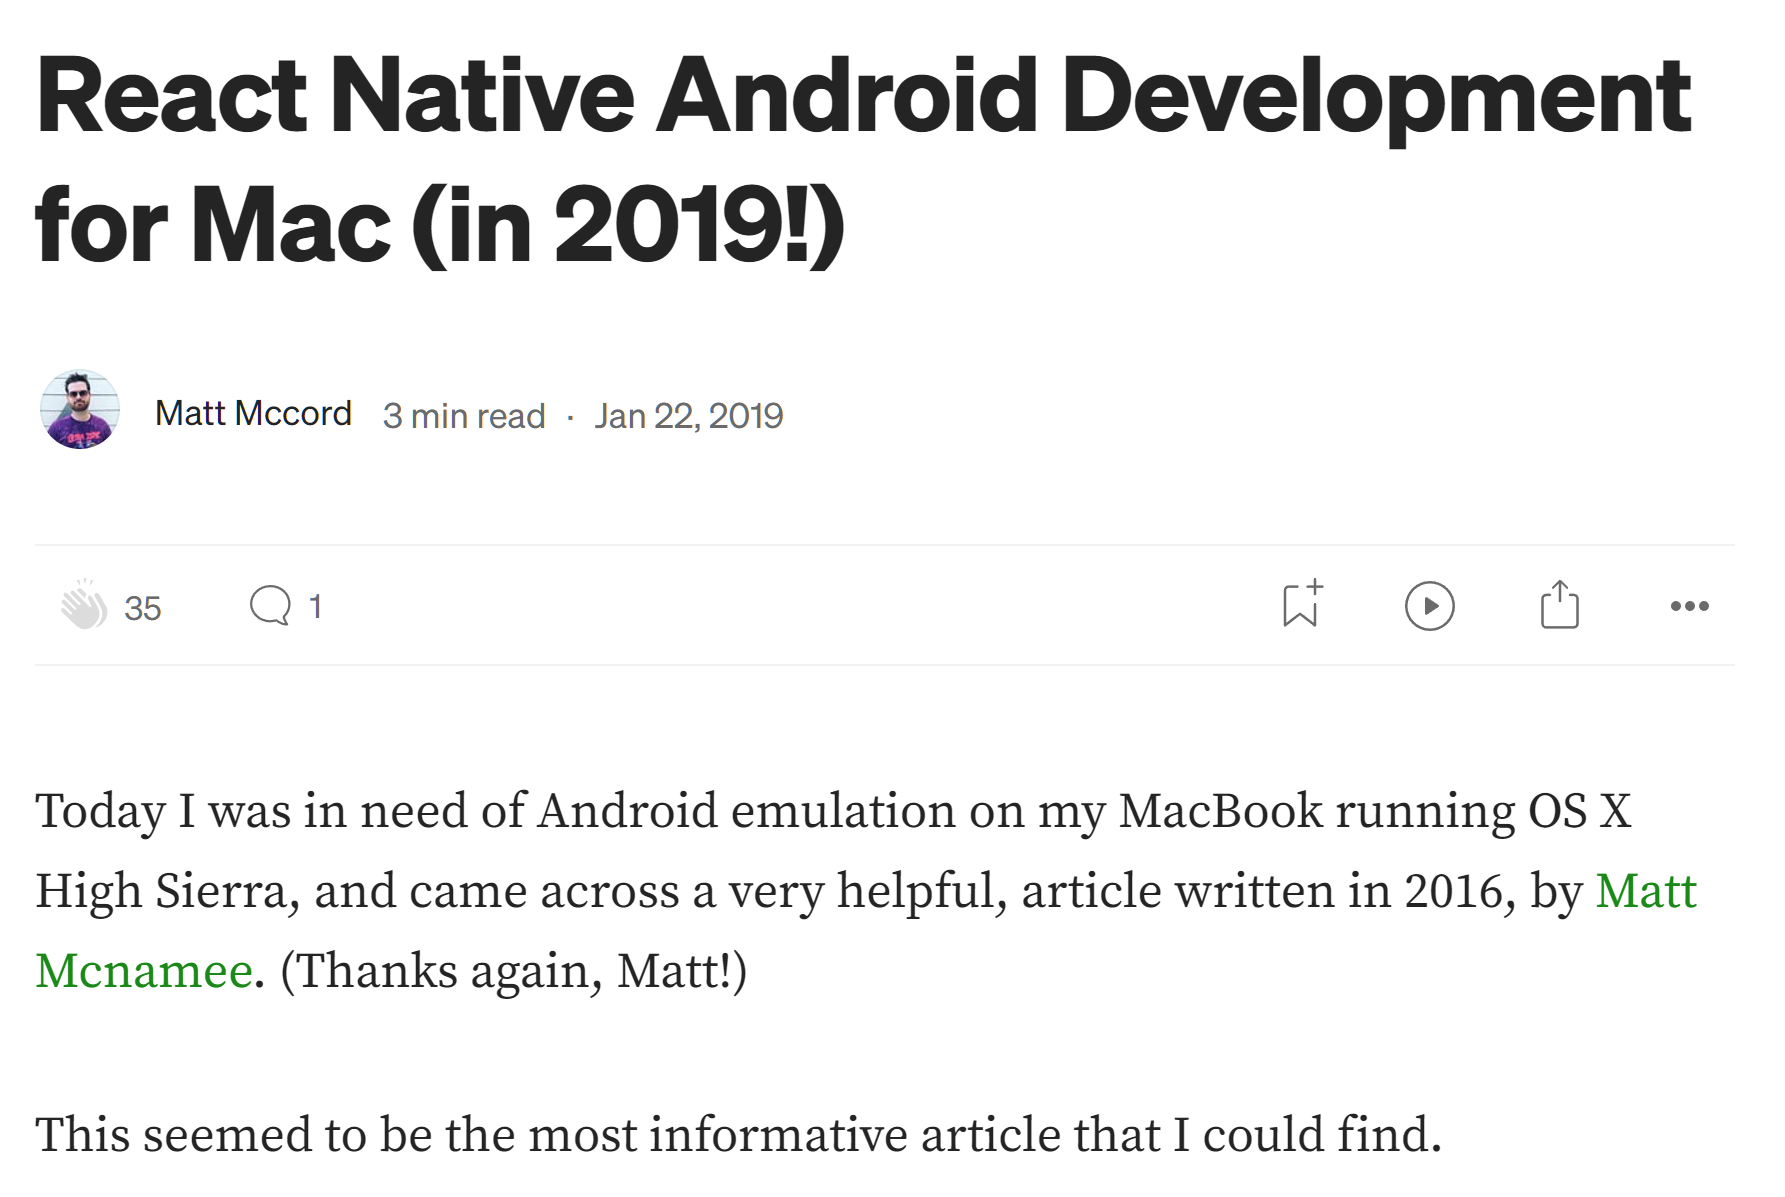 React Native Android Development
for Mac (in 2019!)
Matt Mccord 3 min read · Jan 22, 2019
35 1
Today I was in need of Android emulation on my MacBook running OS X
High Sierra, and came across a very helpful, article written in 2016, by Matt
Mcnamee. (Thanks again, Matt!)
This seemed to be the most informative article that I could find.